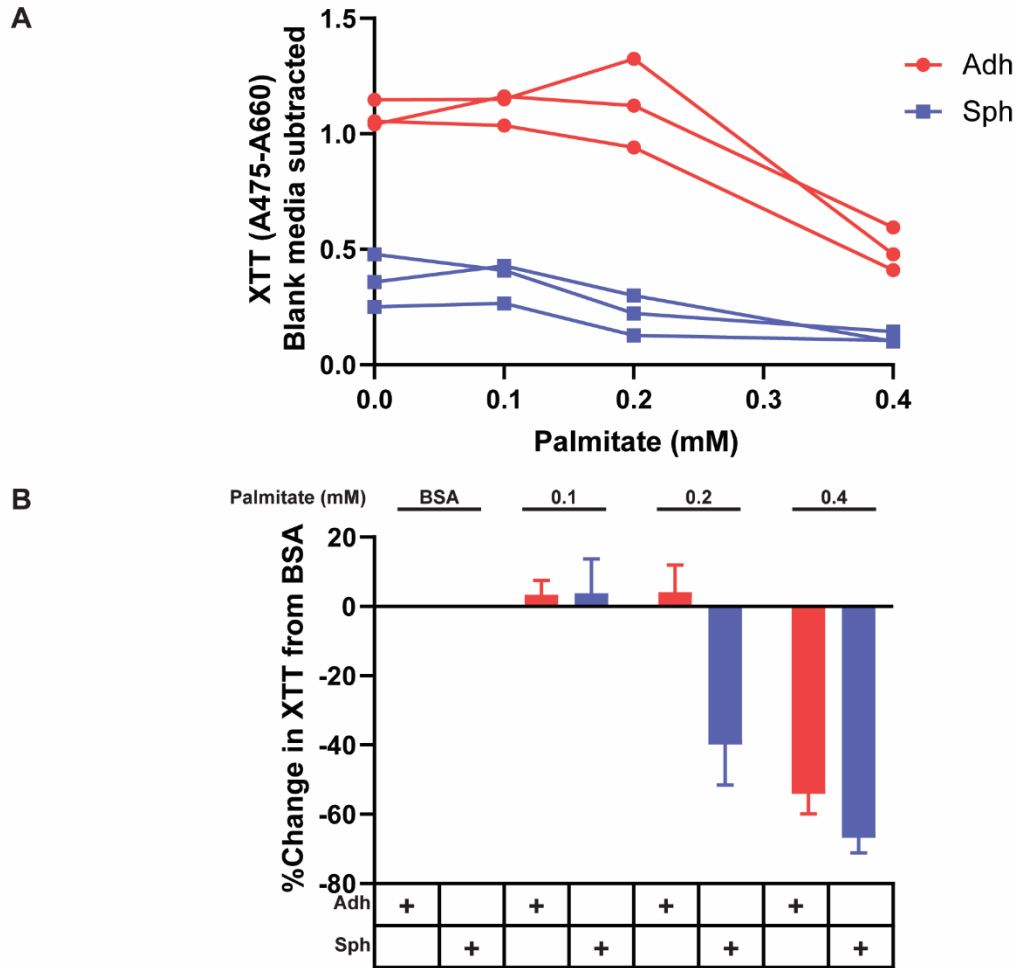 A
XTT (A475-A660)
Blank media subtracted
1.5
1.0
0.5
0.0
0.0 0.1 0.2 0.3 0.4
Palmitate (mM)
Adh
Sph
B
Palmitate (mM) BSA 0.1 0.2 0.4
%Change in XTT from BSA
20
0
-20
-40
-60
-80
Adh + + + +
Sph + + + +